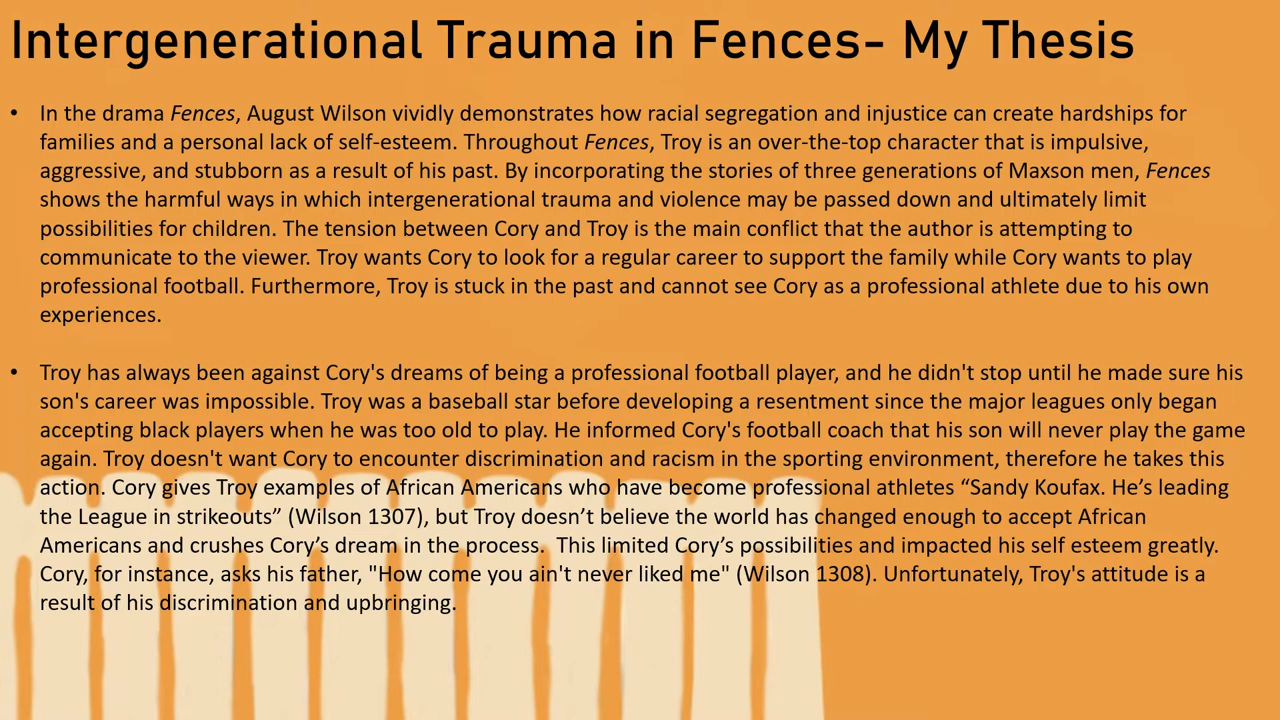 Intergenerational Trauma in Fences- My Thesis
• In the drama Fences, August Wilson vividly demonstrates how racial segregation and injustice can create hardships for
families and a personal lack of self-esteem. Throughout Fences, Troy is an over-the-top character that is impulsive,
aggressive, and stubborn as a result of his past. By incorporating the stories of three generations of Maxson men, Fences
shows the harmful ways in which intergenerational trauma and violence may be passed down and ultimately limit
possibilities for children. The tension between Cory and Troy is the main conflict that the author is attempting to
communicate to the viewer. Troy wants Cory to look for a regular career to support the family while Cory wants to play
professional football. Furthermore, Troy is stuck in the past and cannot see Cory as a professional athlete due to his own
experiences.
• Troy has always been against Cory's dreams of being a professional football player, and he didn't stop until he made sure his
son's career was impossible. Troy was a baseball star before developing a resentment since the major leagues only began
accepting black players when he was too old to play. He informed Cory's football coach that his son will never play the game
again. Troy doesn't want Cory to encounter discrimination and racism in the sporting environment, therefore he takes this
action. Cory gives Troy examples of African Americans who have become professional athletes “Sandy Koufax. He’s leading
the League in strikeouts” (Wilson 1307), but Troy doesn’t believe the world has changed enough to accept African
Americans and crushes Cory’s dream in the process.  This limited Cory’s possibilities and impacted his self esteem greatly.
Cory, for instance, asks his father, "How come you ain't never liked me" (Wilson 1308). Unfortunately, Troy's attitude is a
result of his discrimination and upbringing.